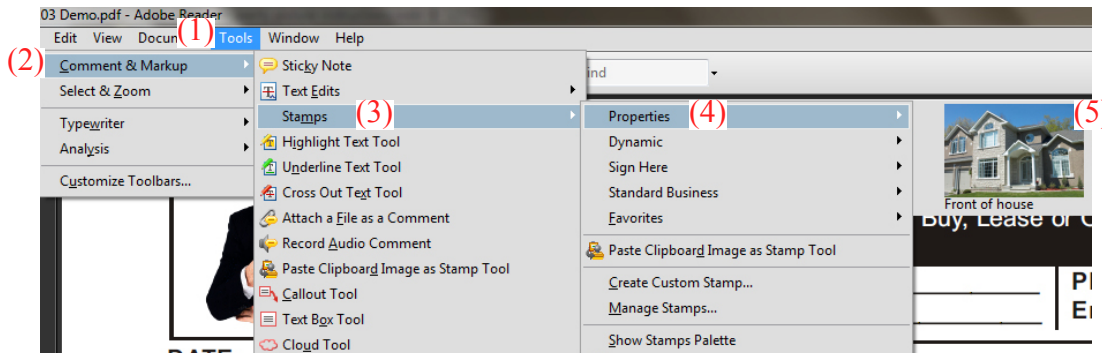 03 Demo.pdf - Adobe Reader
Edit View Docu (1) Tools Window Help
(2) Comment & Markup
Select & Zoom
Typewriter
Analysis
Customize Toolbars...
Sticky Note
Text Edits
Stamps (3)
Highlight Text Tool
Underline Text Tool
Cross Out Text Tool
Attach a File as a Comment
Record Audio Comment
Paste Clipboard Image as Stamp Tool
Callout Tool
Text Box Tool
Cloud Tool
ind
Properties (4)
Dynamic
Sign Here
Standard Business
Favorites
Paste Clipboard Image as Stamp Tool
Create Custom Stamp...
Manage Stamps...
Show Stamps Palette
(5
Front of house
Buy, Lease or